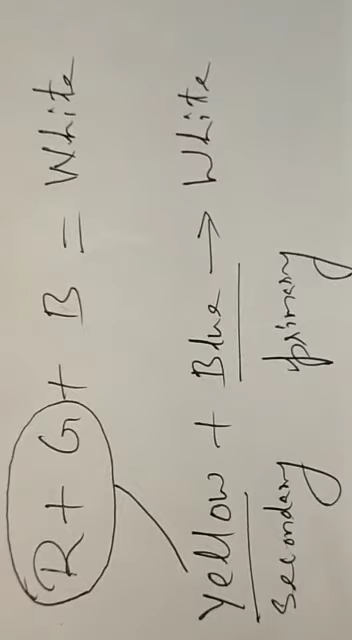 R + G + B = White
Yellow + Blue → White
Secondary primary